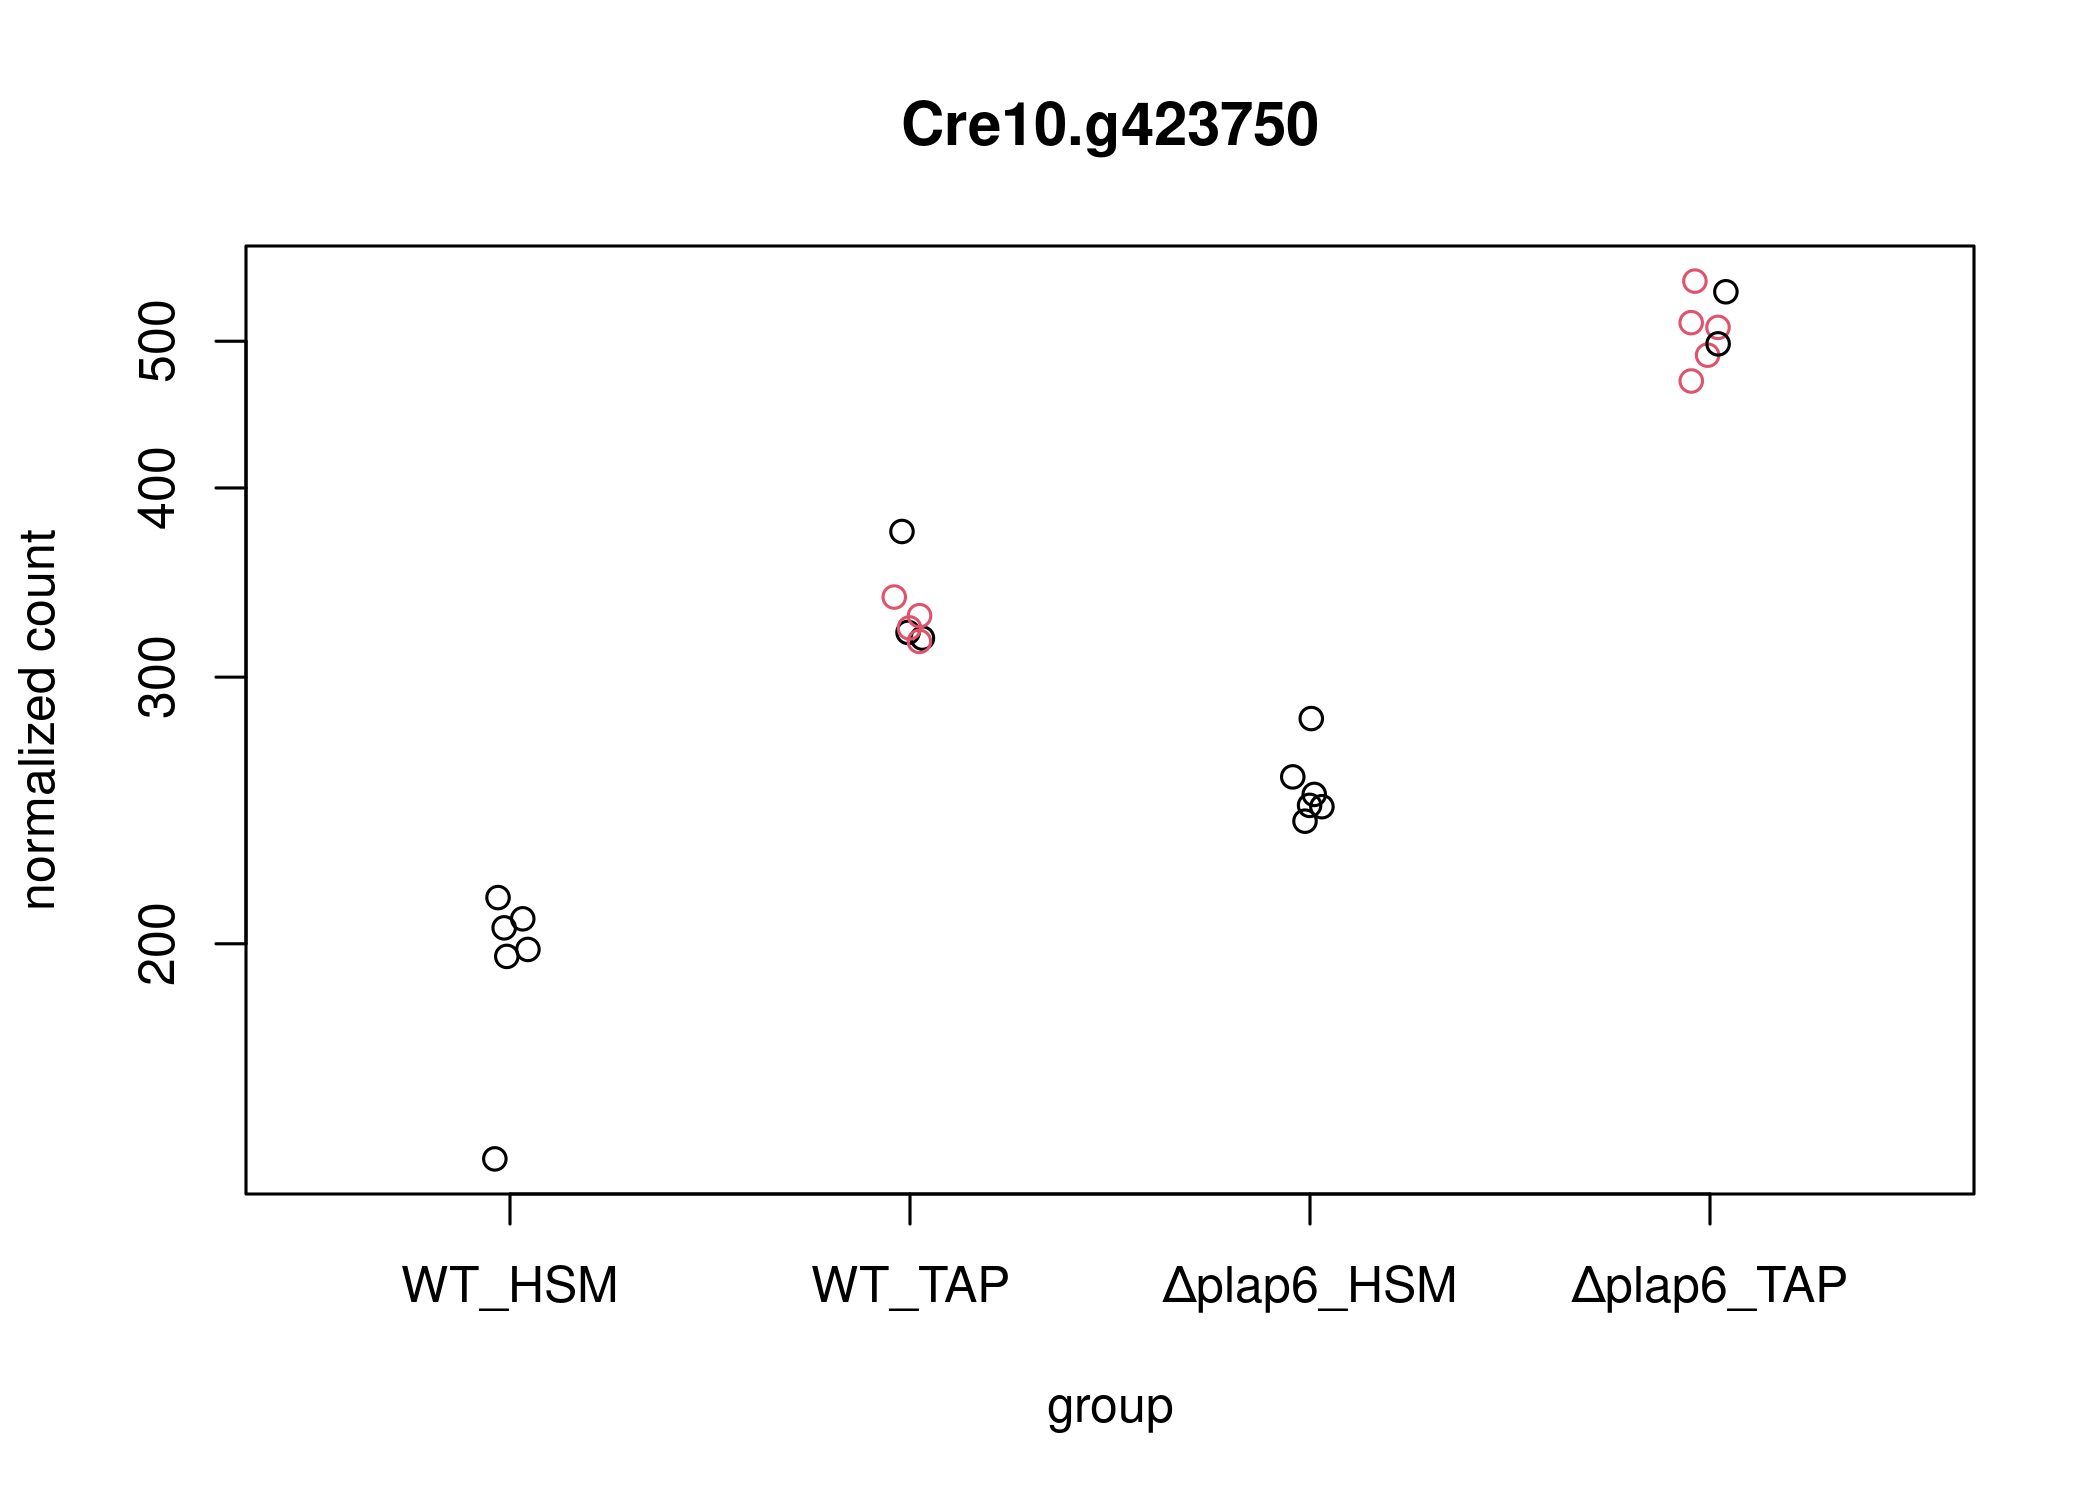 Cre10.g423750
normalized count
500
400
300
200
WT_HSM WT_TAP Δplap6_HSM Δplap6_TAP
group